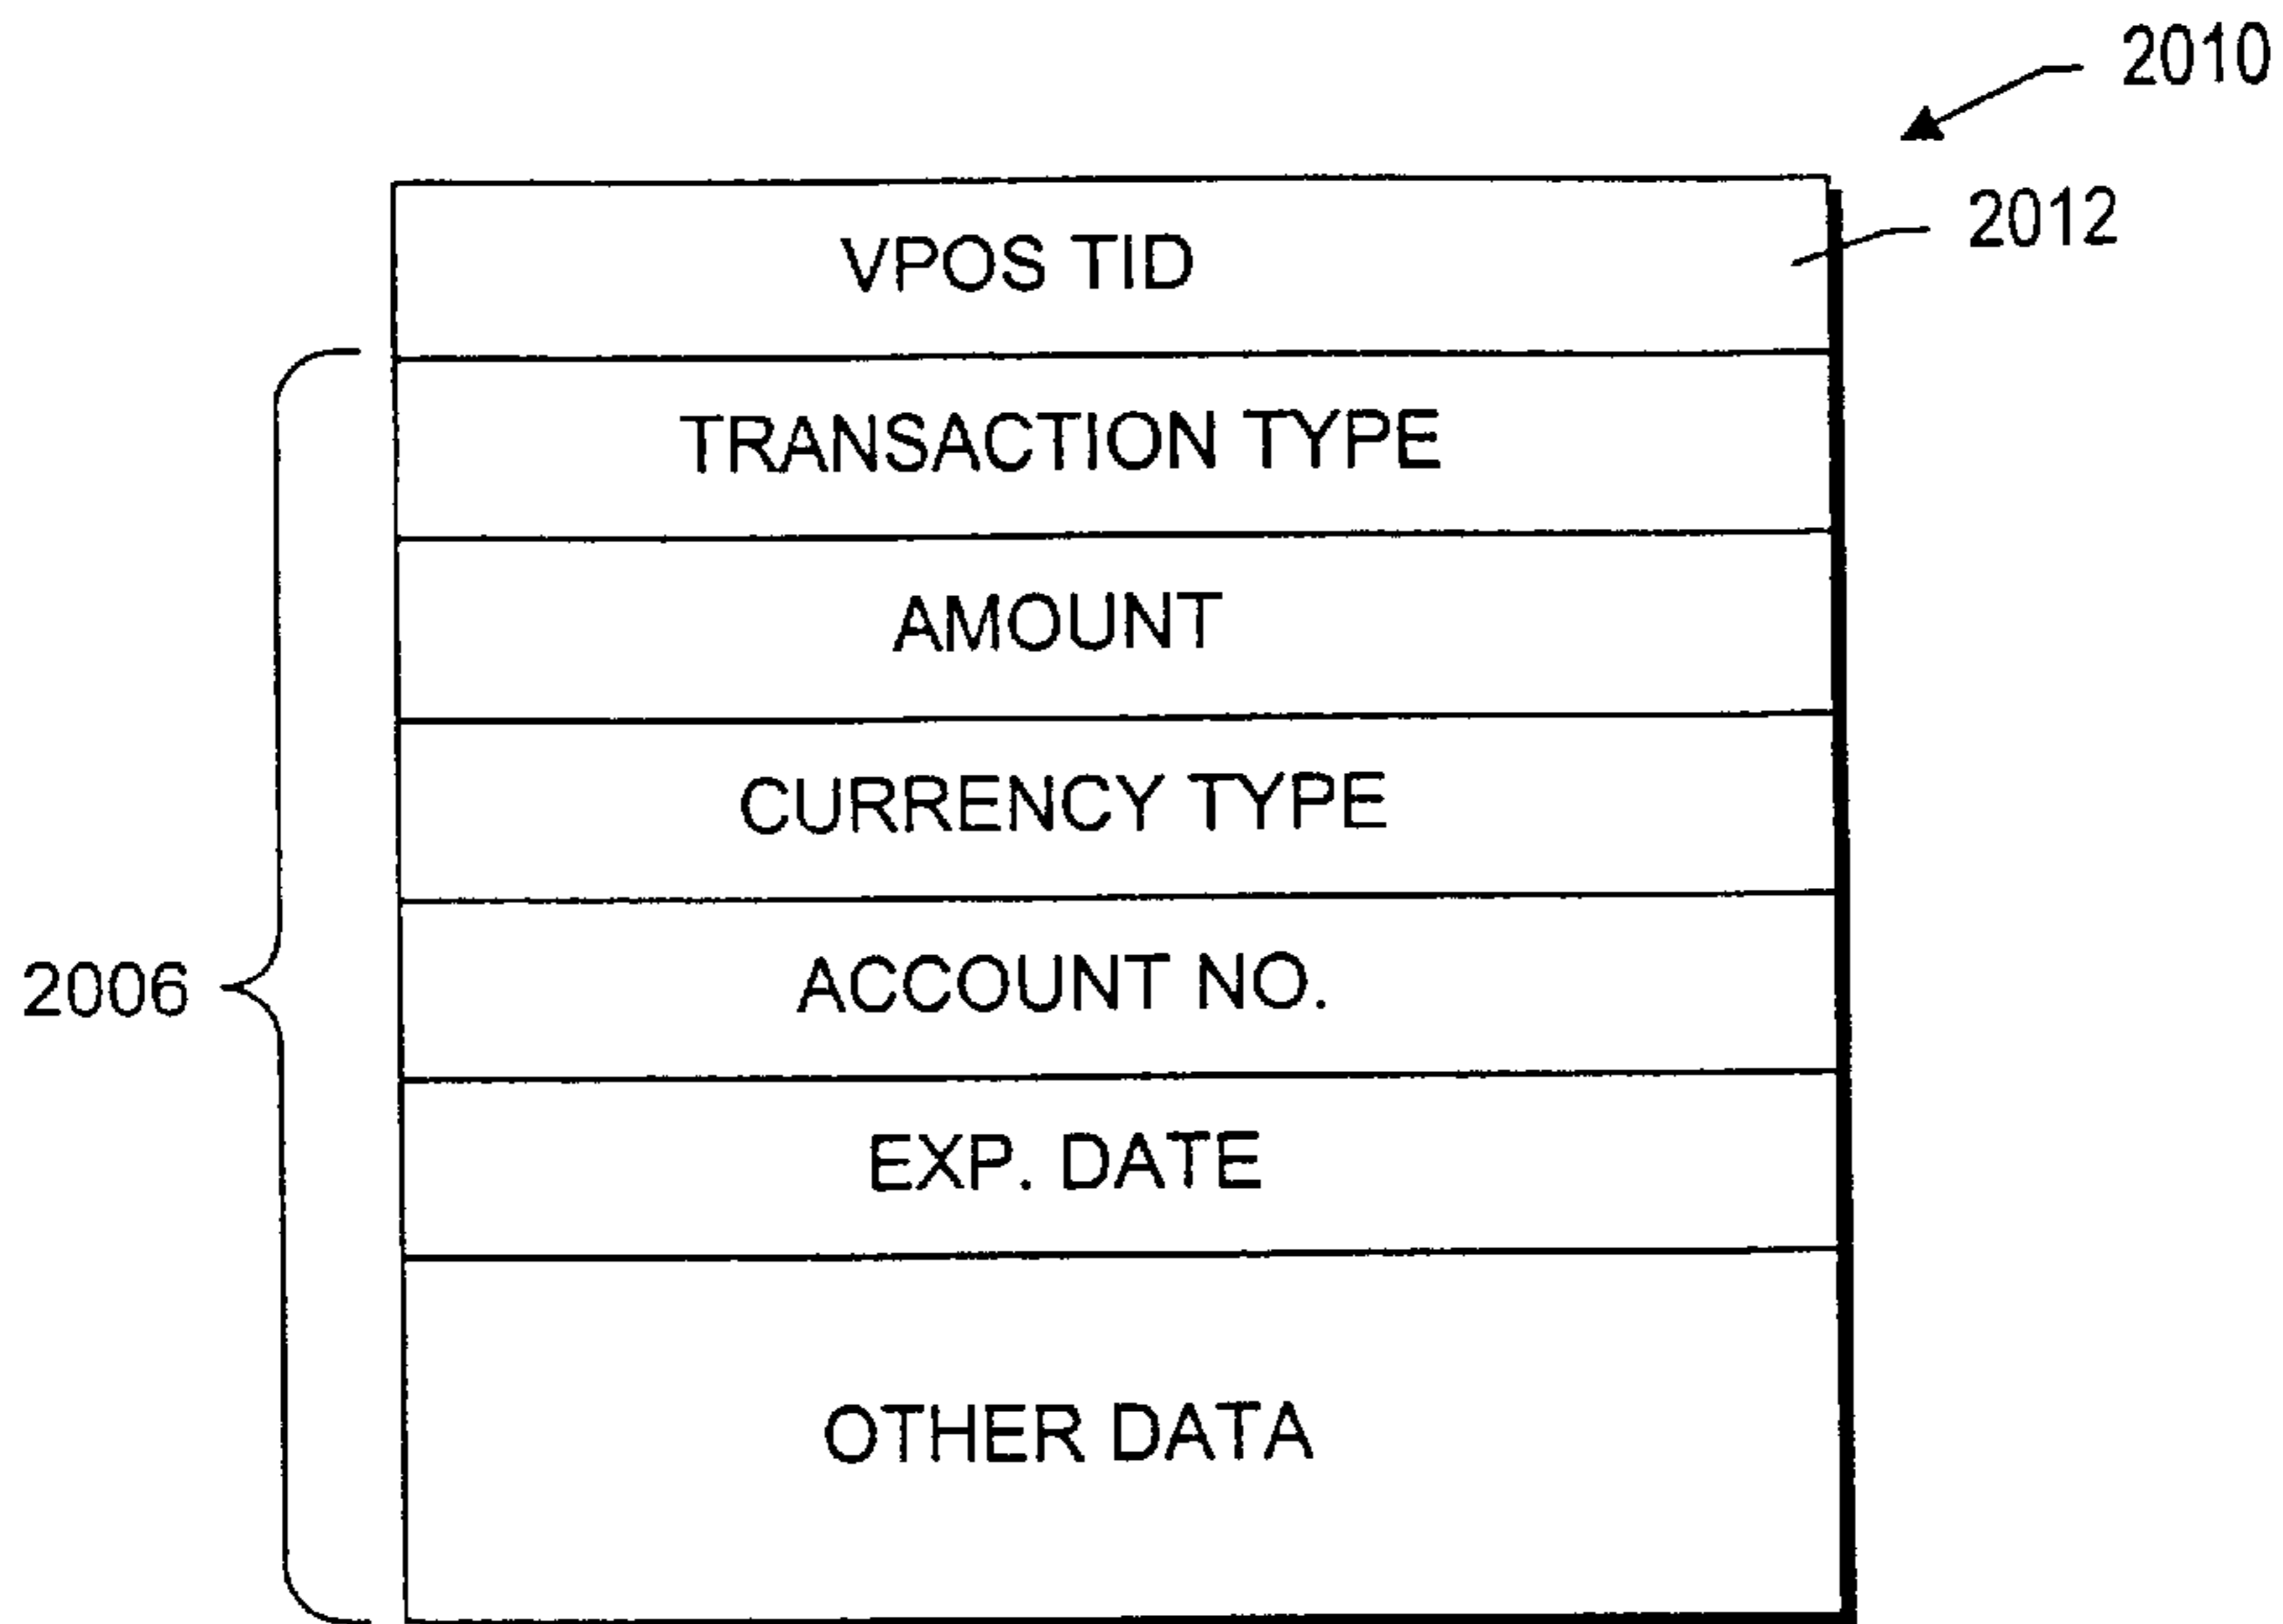 2010
VPOS TID
2012
TRANSACTION TYPE
AMOUNT
CURRENCY TYPE
ACCOUNT NO.
2006
EXP. DATE
OTHER DATA